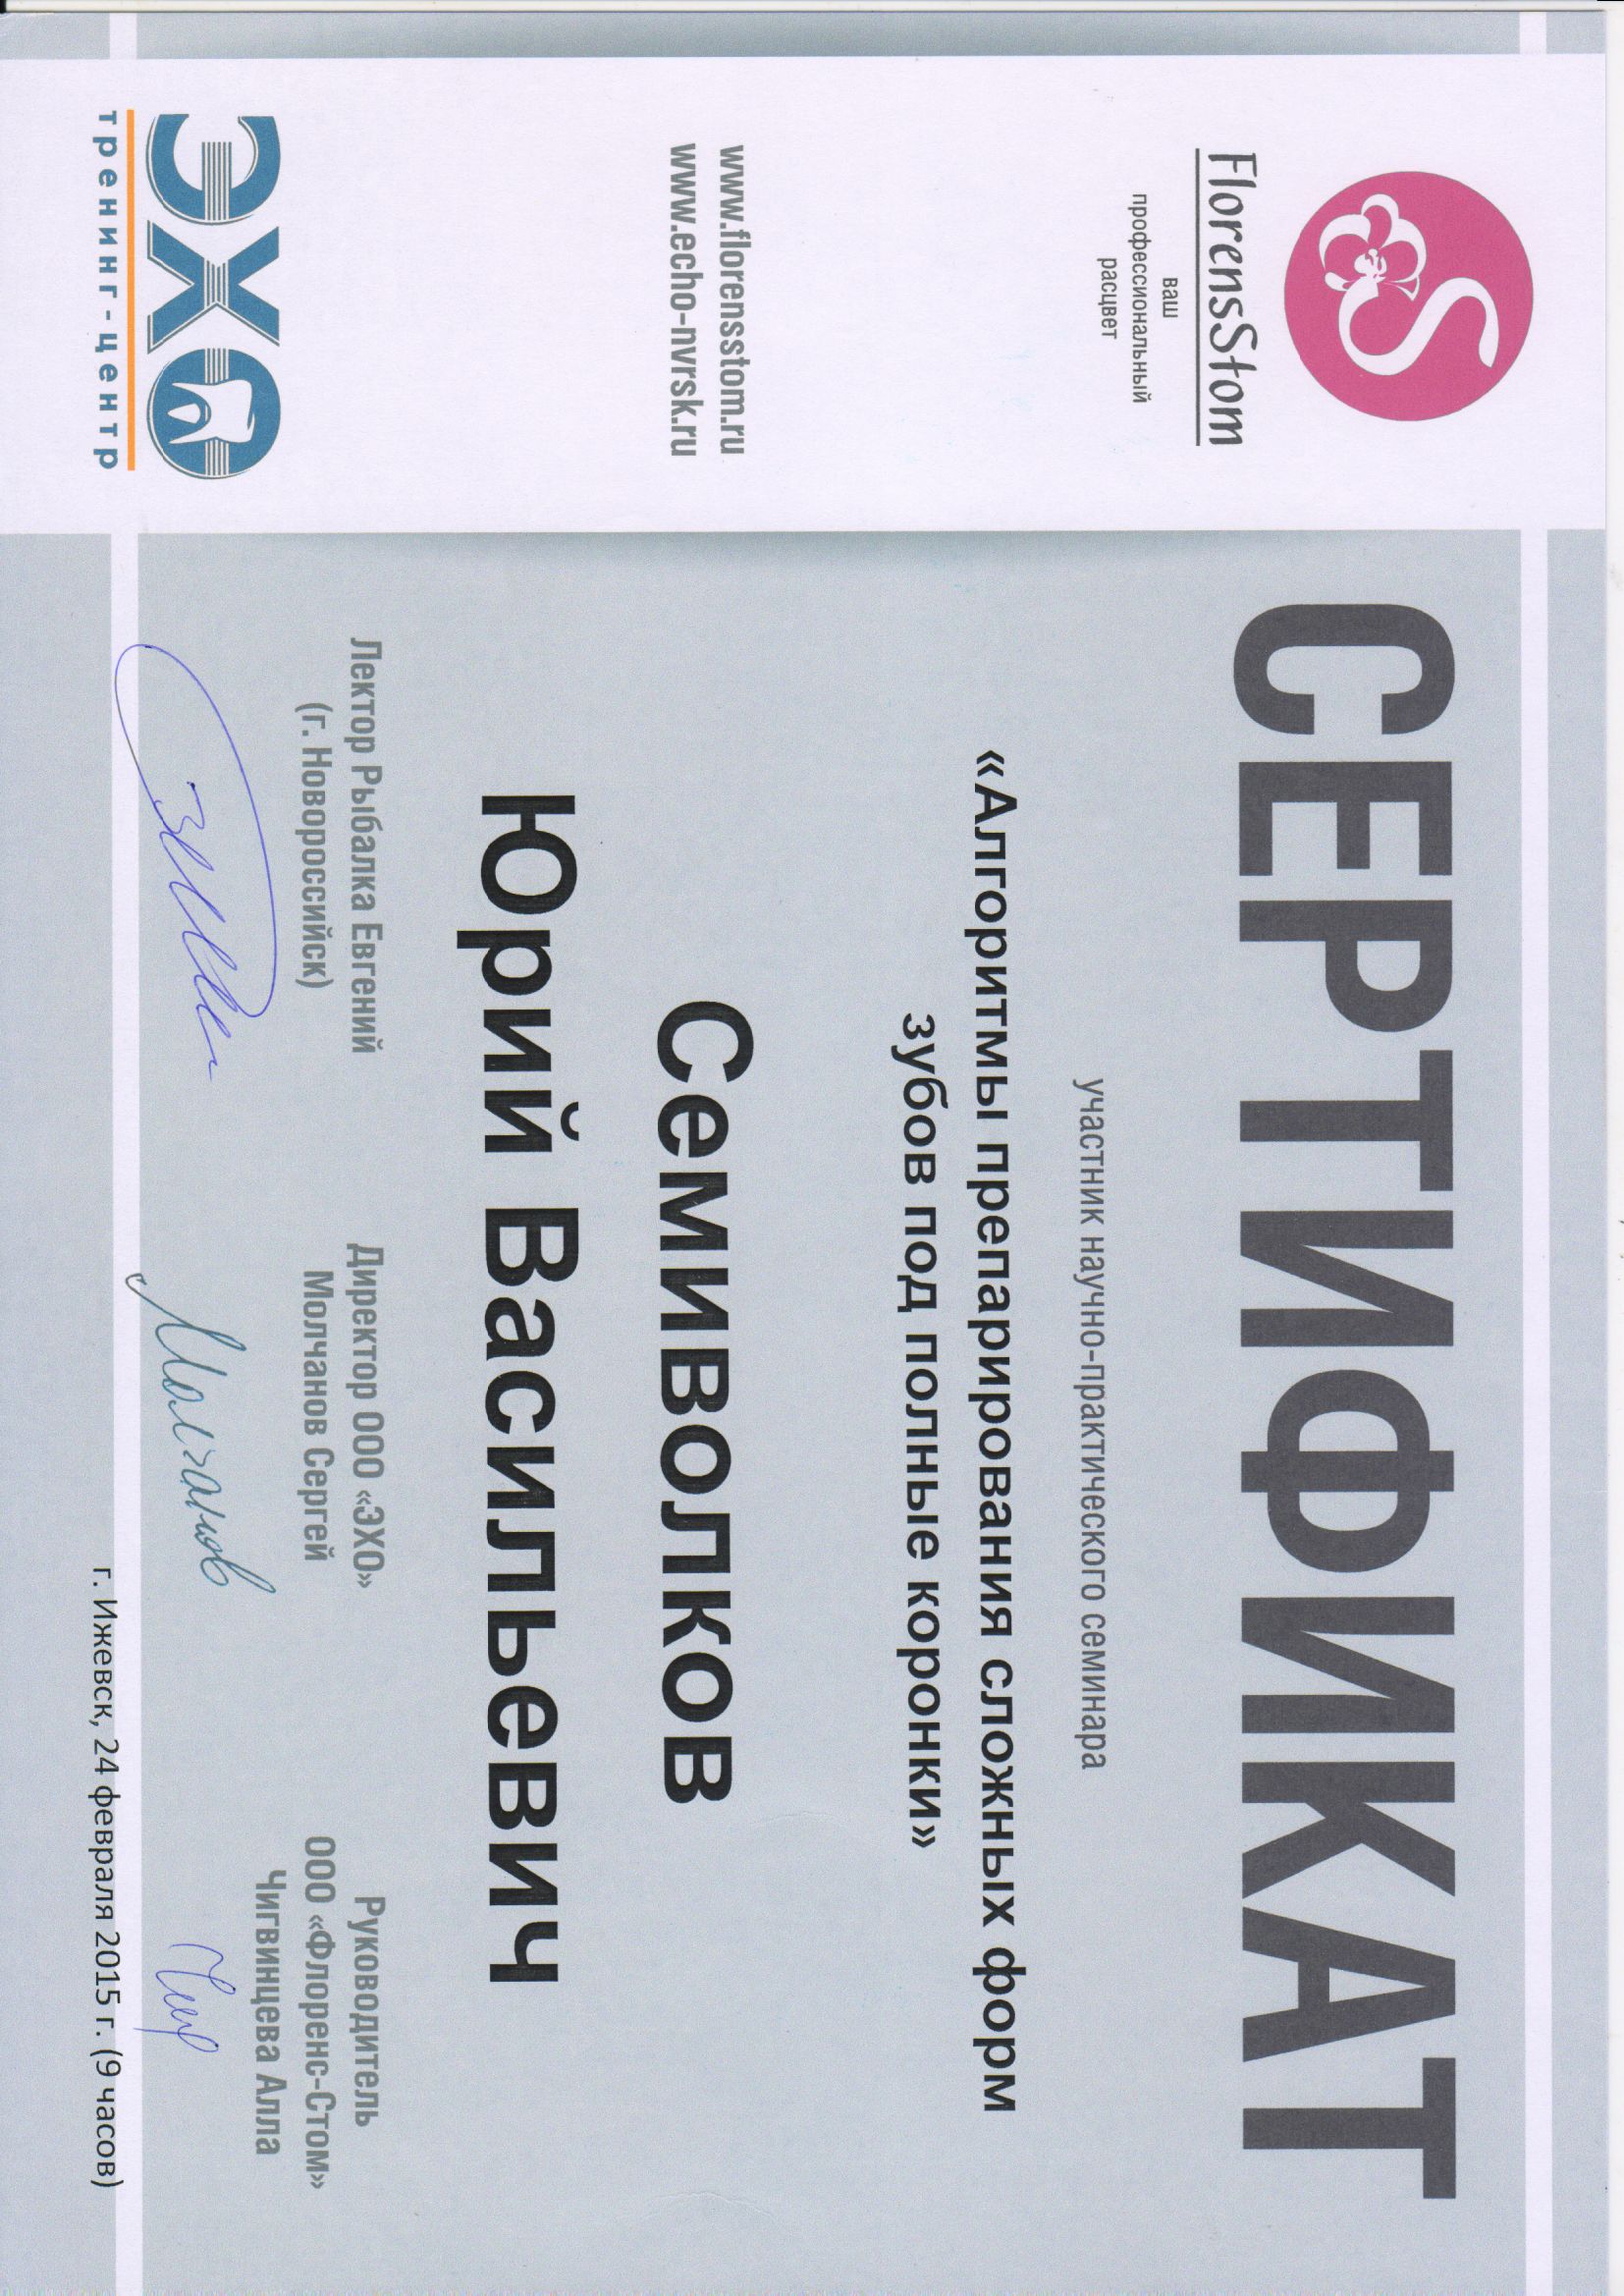 FlorensStom
ваш
профессиональный
расцвет
www.florensstom.ru
www.echo-nvrsk.ru
ЭХО
тренинг-центр
СЕРТИФИКАТ
участник научно-практического семинара
«Алгоритмы препарирования сложных форм
зубов под полные коронки»
Семиволков
Юрий Васильевич
Лектор Рыбалка Евгений
(г. Новороссийск)
Директор ООО «ЭХО»
Молчанов Сергей
Молчанов
Руководитель
ООО «Флоренс-Стом»
Чигвинцева Алла
г. Ижевск, 24 февраля 2015 г. (9 часов)